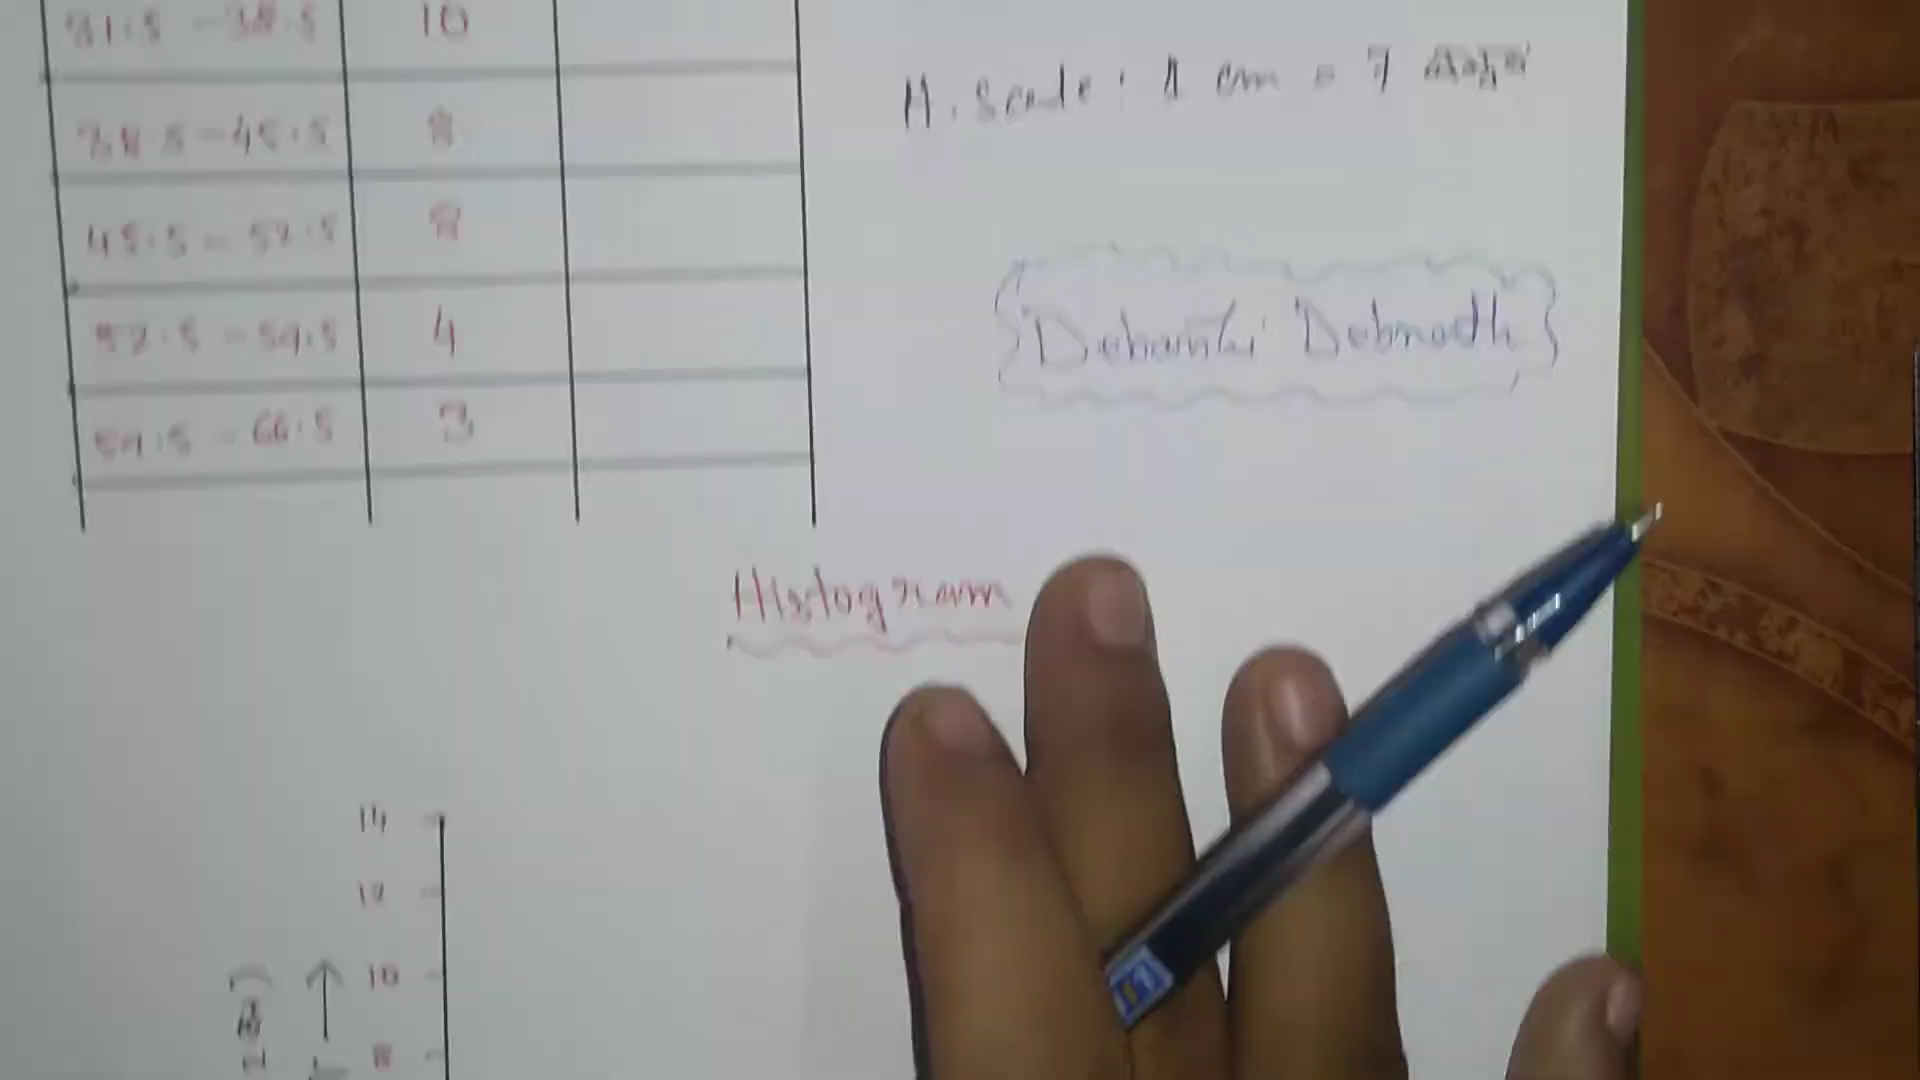 31.5 - 38.5 10
38.5 - 45.5 8
45.5 - 52.5 8
52.5 - 59.5 4
59.5 - 66.5 3
H. scale : 1 cm = 7
Debnath
Histogram
14
12
10
8